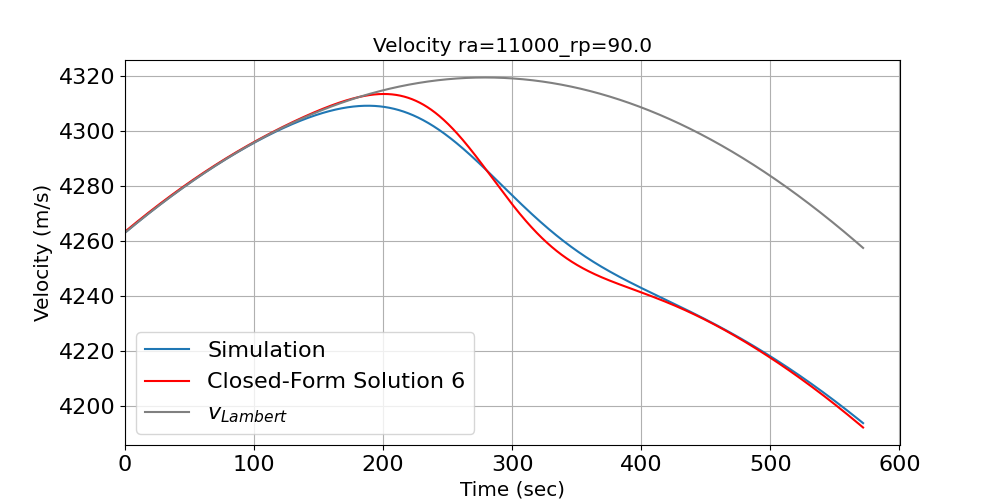 Velocity ra=11000_rp=90.0
Velocity (m/s)
4320
4300
4280
4260
4240
4220
4200
Simulation
Closed-Form Solution 6
v_Lambert
0 100 200 300 400 500 600
Time (sec)